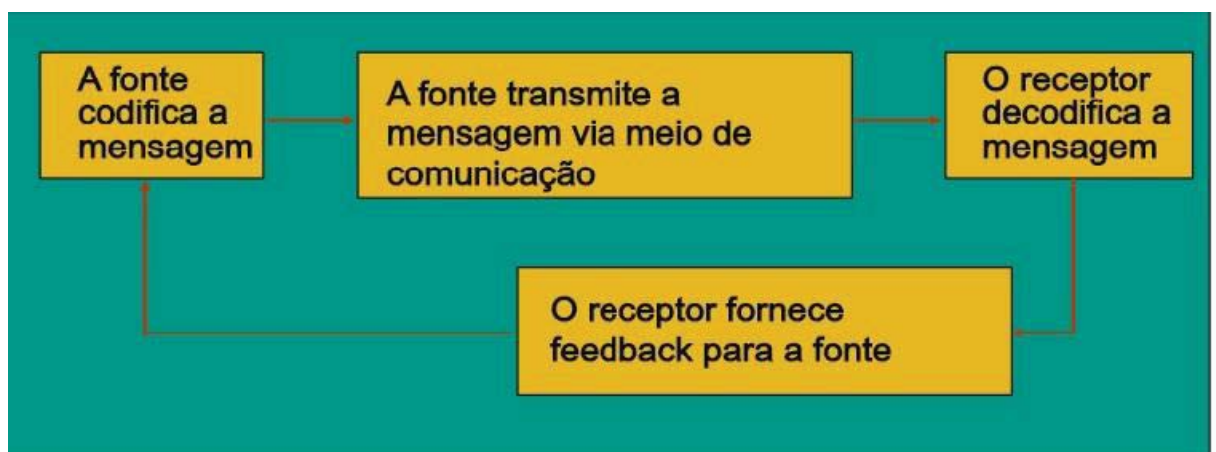 A fonte
codifica a
mensagem
A fonte transmite a
mensagem via meio de
comunicação
O receptor
decodifica a
mensagem
O receptor fornece
feedback para a fonte